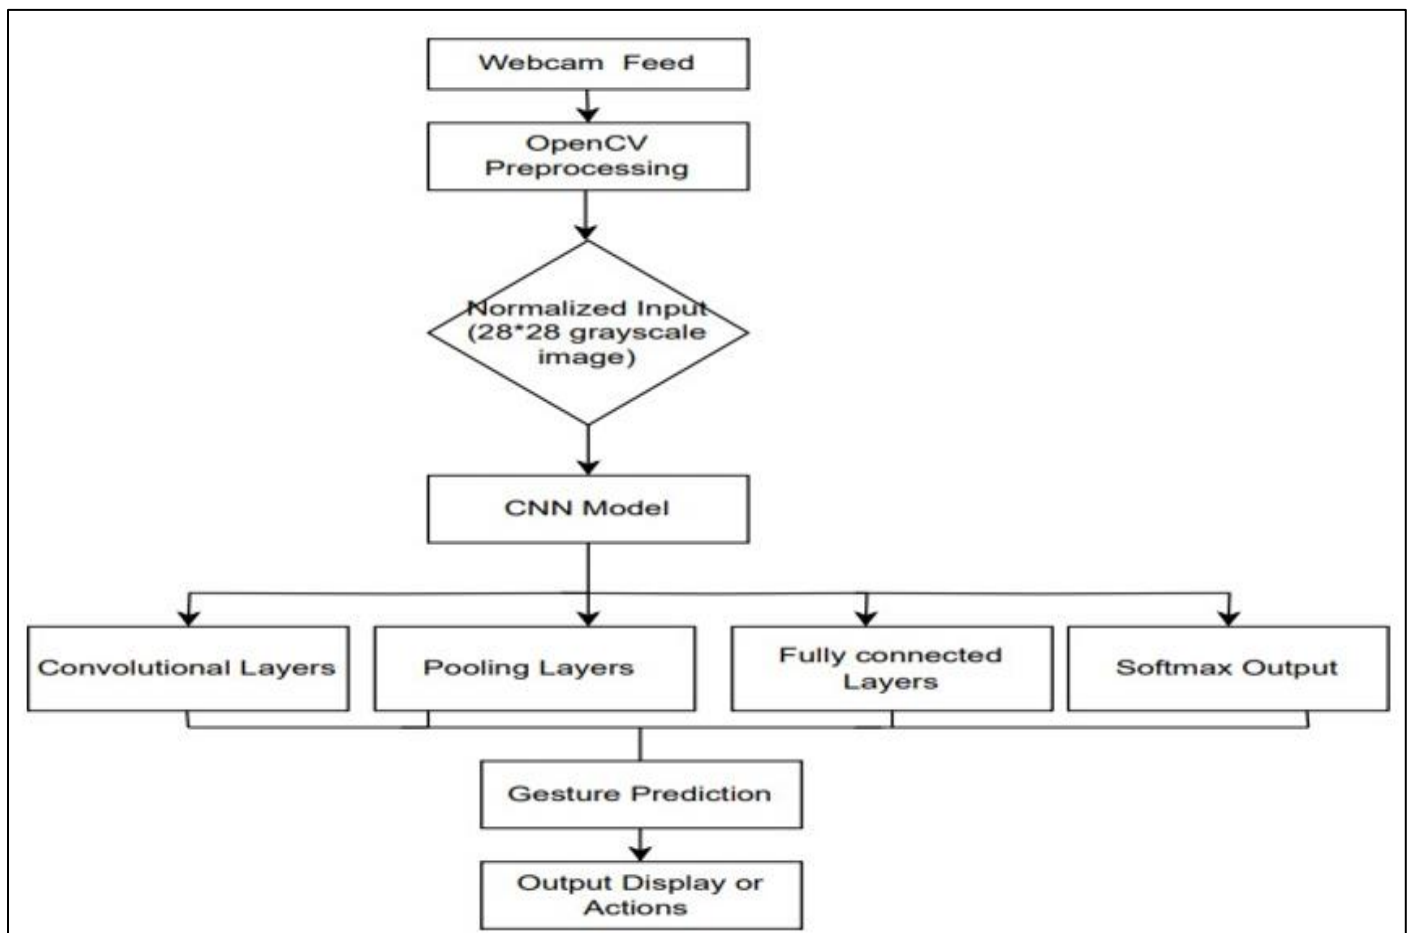 Webcam Feed
OpenCV
Preprocessing
Normalized Input
(28*28 grayscale
image)
CNN Model
Convolutional Layers
Pooling Layers
Fully connected
Layers
Softmax Output
Gesture Prediction
Output Display or
Actions